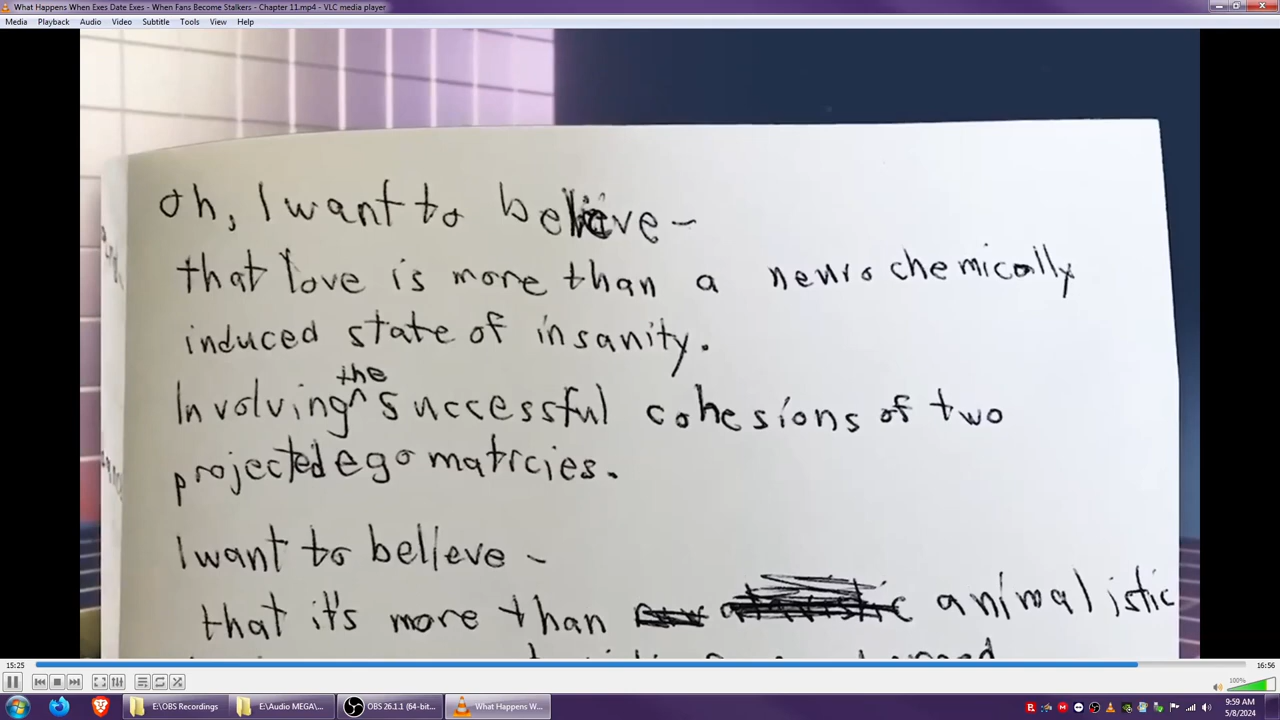 What Happens When Exes Date Exes - When Fans Become Stalkers - Chapter 11.mp4 - VLC media player
Media Playback Audio Video Subtitle Tools View Help
Oh, I want to believe –
that love is more than a neurochemically
induced state of insanity.
the
Involving ^ successful cohesions of two
projected ego matrcies.
I want to believe –
that it's more than animalistic
15:25 16:56
100%
E:\OBS Recordings E:\Audio MEGA\... OBS 26.1.1 (64-bit... What Happens W... 9:59 AM
5/8/2024